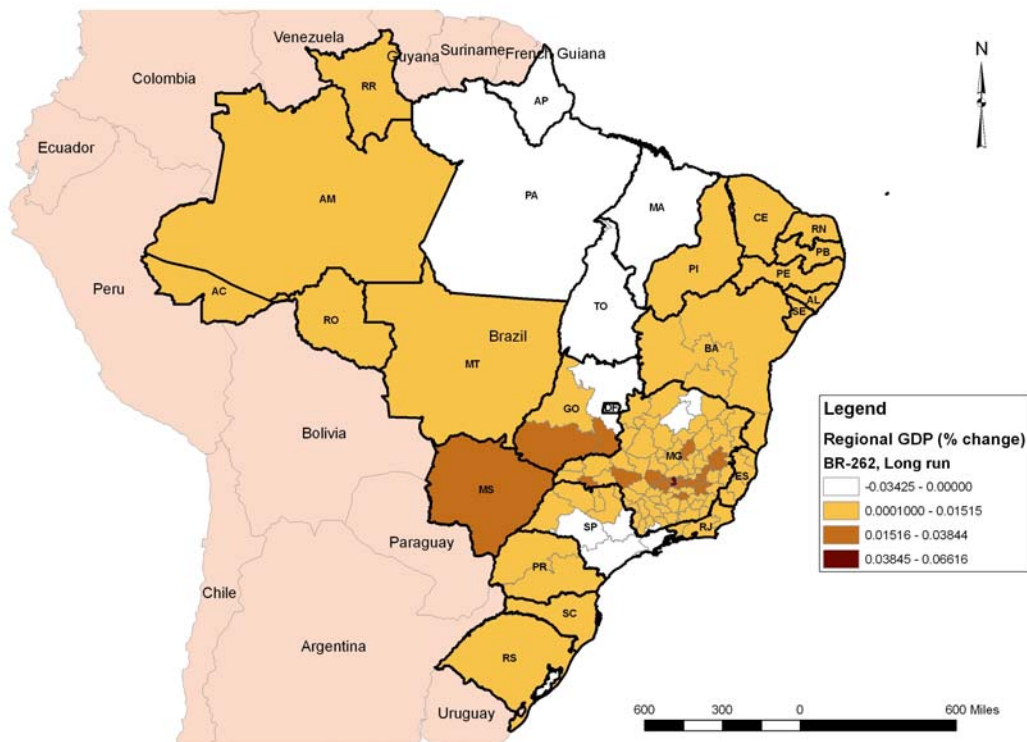 Venezuela
Guyana
Suriname
French Guiana
Colombia
N
RR
AP
Ecuador
AM
PA
MA
CE
RN
PB
PI
PE
AL
SE
Peru
AC
RO
TO
Brazil
BA
MT
GO
DF
Bolivia
MG
ES
MS
SP
RJ
Paraguay
PR
Chile
SC
Argentina
RS
Uruguay
Legend
Regional GDP (% change)
BR-262, Long run
-0.03425 - 0.00000
0.0001000 - 0.01515
0.01516 - 0.03844
0.03845 - 0.06616
600 300 0 600 Miles